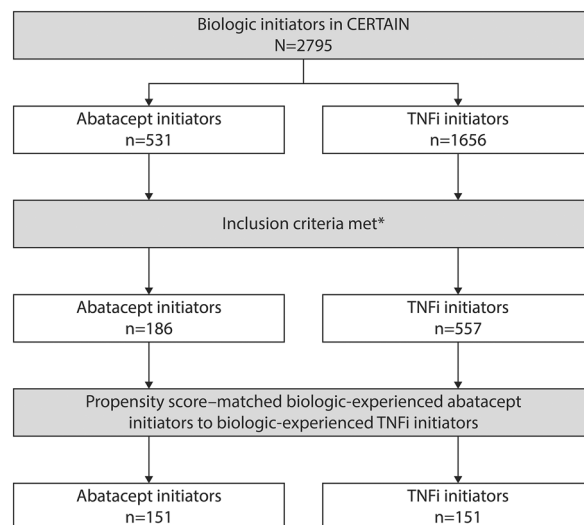 Biologic initiators in CERTAIN
N=2795
Abatacept initiators
n=531
TNFi initiators
n=1656
Inclusion criteria met*
Abatacept initiators
n=186
TNFi initiators
n=557
Propensity score–matched biologic-experienced abatacept
initiators to biologic-experienced TNFi initiators
Abatacept initiators
n=151
TNFi initiators
n=151